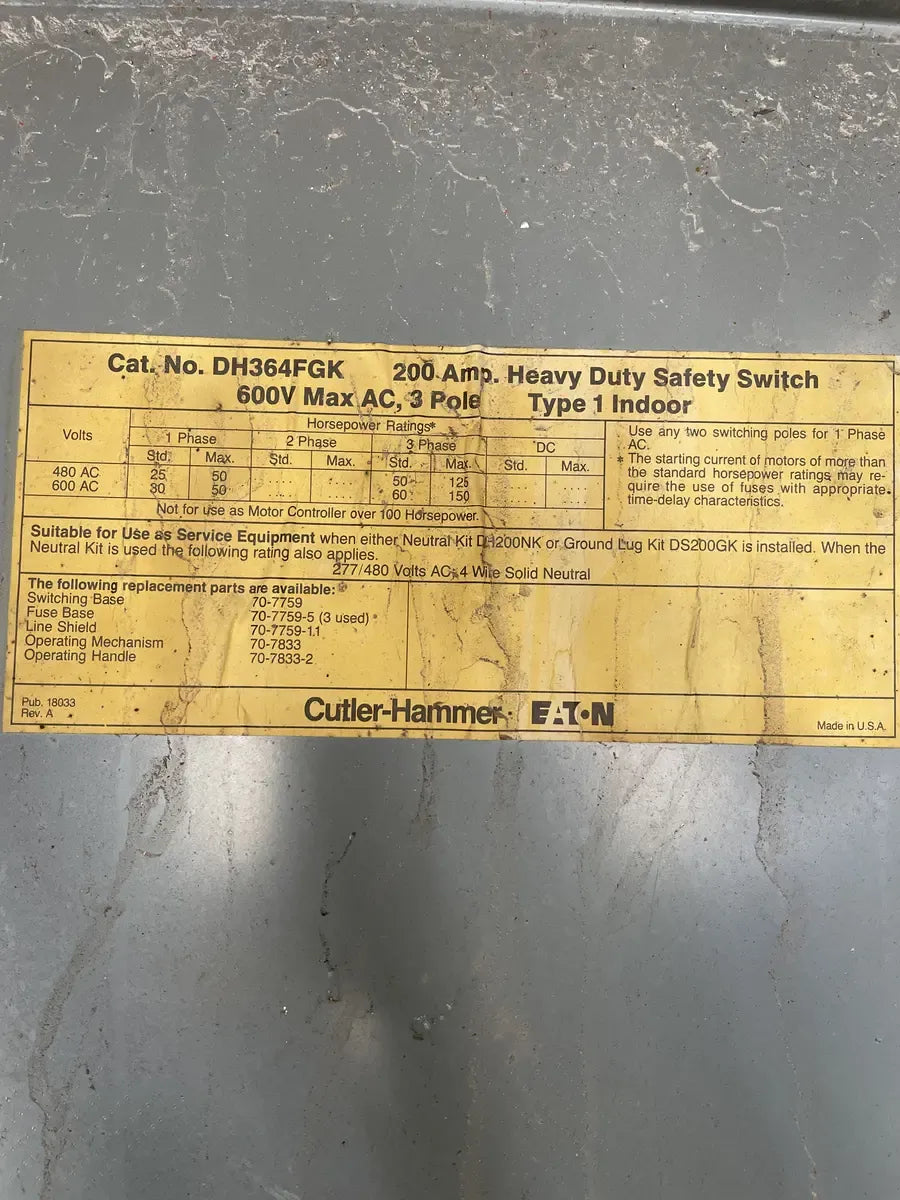 Cat. No. DH364FGK 200 Amp. Heavy Duty Safety Switch
600V Max AC, 3 Pole Type 1 Indoor
Volts
Horsepower Ratings*
1 Phase 2 Phase 3 Phase DC
Std. Max. Std. Max. Std. Max. Std. Max.
480 AC 25 50 ..... ..... 50 125 ..... .....
600 AC 30 50 ..... ..... 60 150 ..... .....
Not for use as Motor Controller over 100 Horsepower.
Use any two switching poles for 1 Phase
AC.
* The starting current of motors of more than
the standard horsepower ratings may re-
quire the use of fuses with appropriate
time-delay characteristics.
Suitable for Use as Service Equipment when either Neutral Kit DH200NK or Ground Lug Kit DS200GK is installed. When the
Neutral Kit is used the following rating also applies.
277/480 Volts AC, 4 Wire Solid Neutral
The following replacement parts are available:
Switching Base 70-7759
Fuse Base 70-7759-5 (3 used)
Line Shield 70-7759-11
Operating Mechanism 70-7833
Operating Handle 70-7833-2
Pub. 18033
Rev. A
Cutler-Hammer EATON
Made in U.S.A.